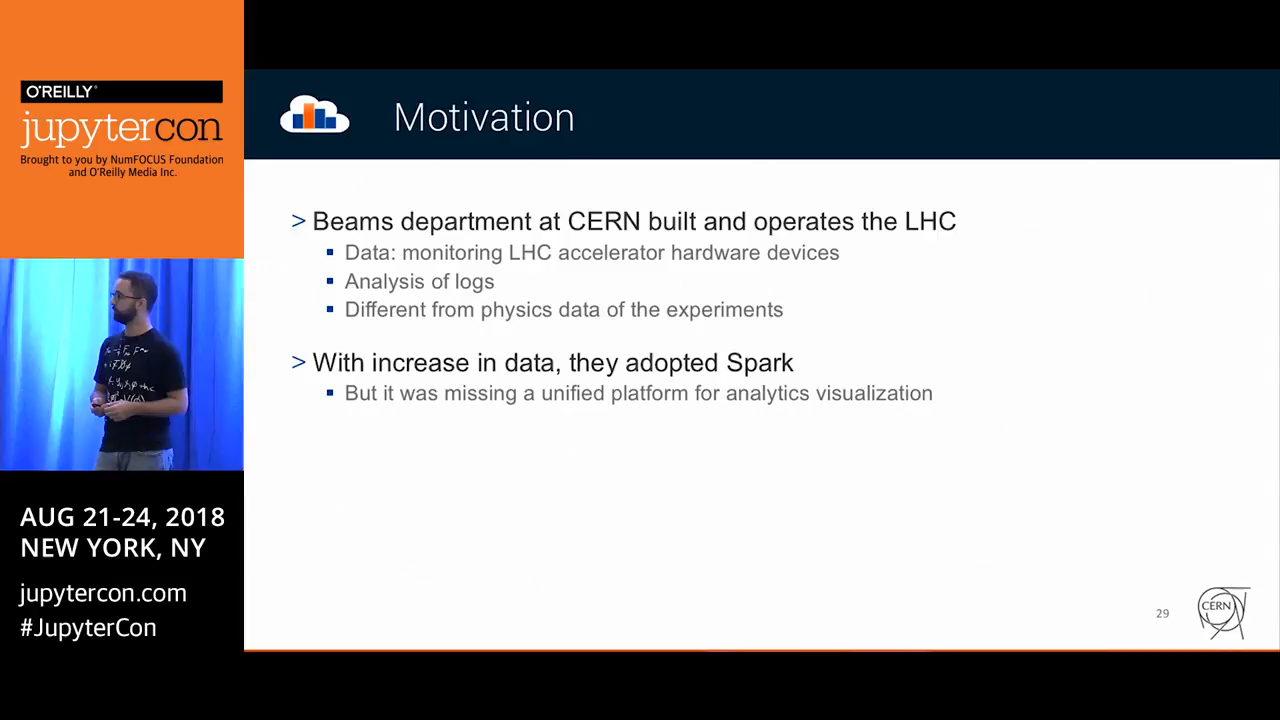 O'REILLY®
jupytercon
Brought to you by NumFOCUS Foundation
and O'Reilly Media Inc.
AUG 21-24, 2018
NEW YORK, NY
jupytercon.com
#JupyterCon
Motivation
> Beams department at CERN built and operates the LHC
▪ Data: monitoring LHC accelerator hardware devices
▪ Analysis of logs
▪ Different from physics data of the experiments
> With increase in data, they adopted Spark
▪ But it was missing a unified platform for analytics visualization
29
CERN